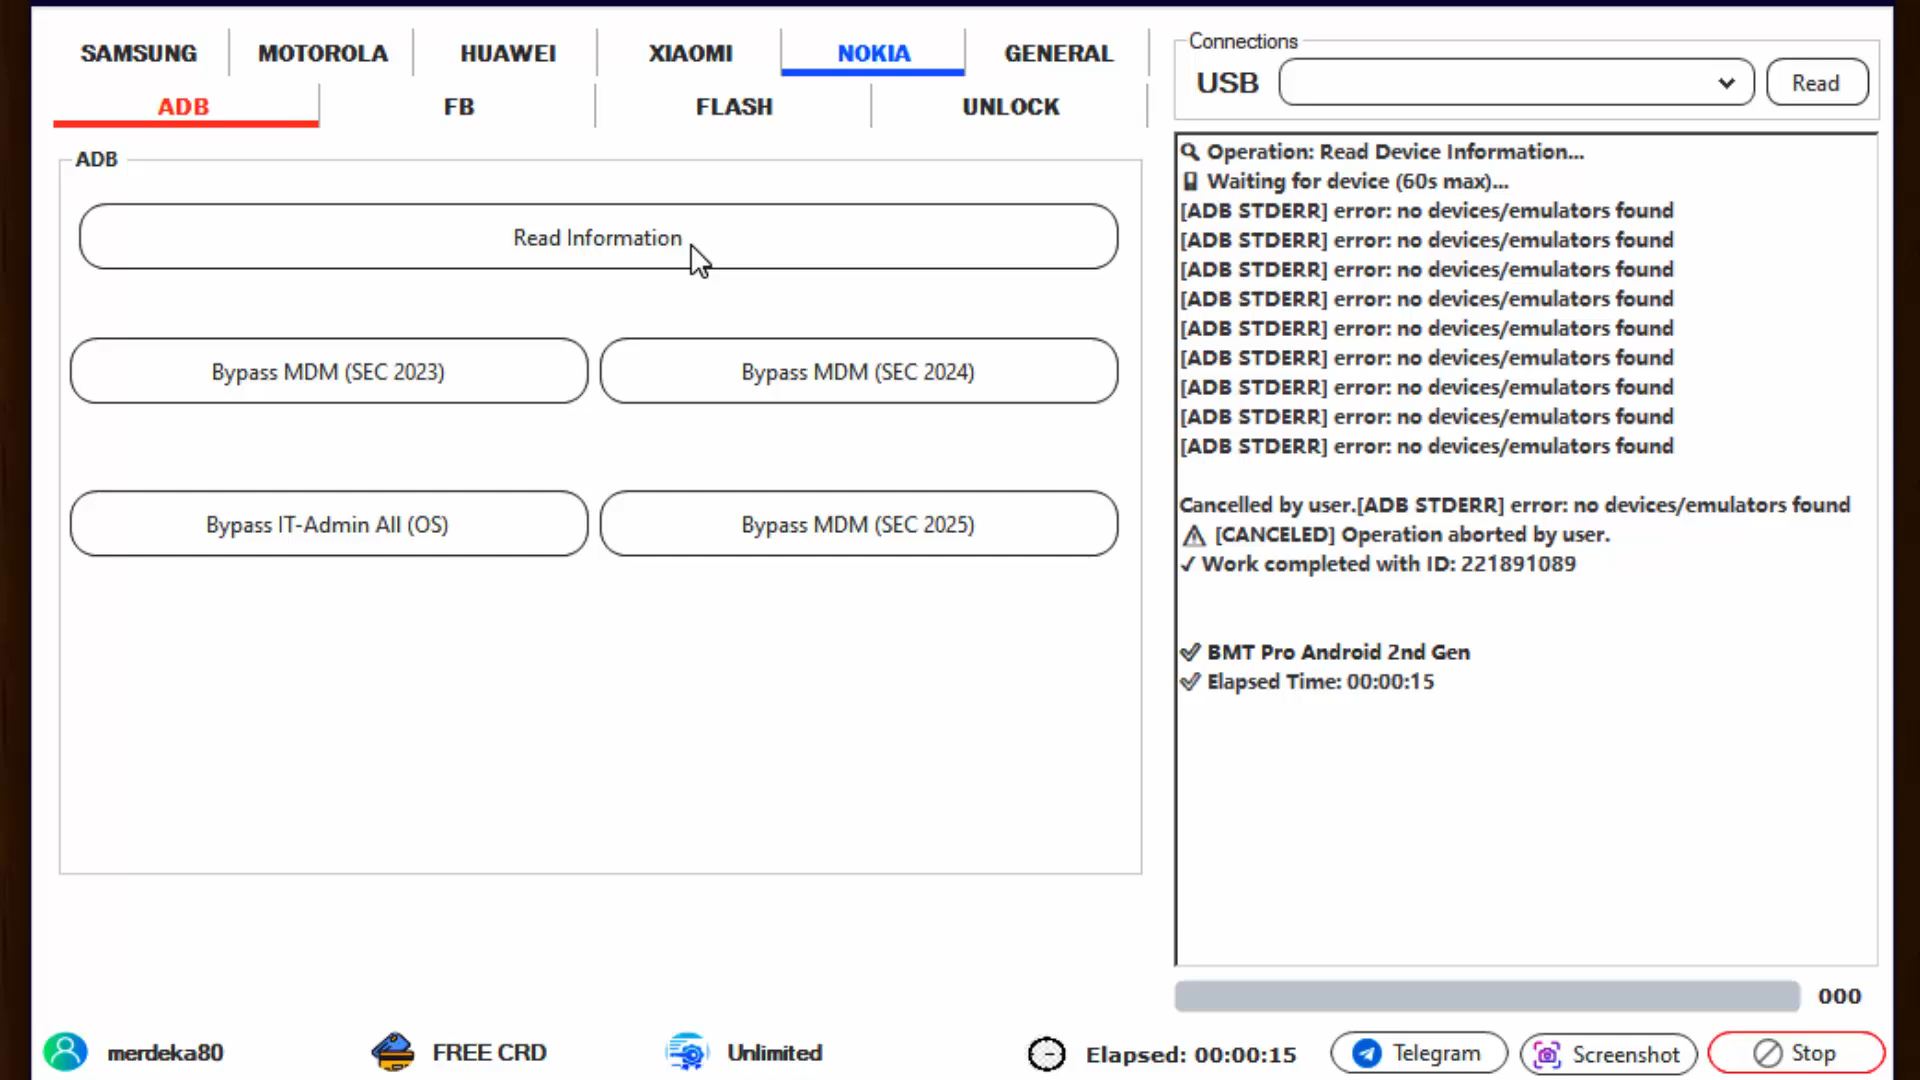 SAMSUNG MOTOROLA HUAWEI XIAOMI NOKIA GENERAL
ADB FB FLASH UNLOCK
ADB
Read Information
Bypass MDM (SEC 2023) Bypass MDM (SEC 2024)
Bypass IT-Admin All (OS) Bypass MDM (SEC 2025)
Connections
USB Read
Operation: Read Device Information...
Waiting for device (60s max)...
[ADB STDERR] error: no devices/emulators found
[ADB STDERR] error: no devices/emulators found
[ADB STDERR] error: no devices/emulators found
[ADB STDERR] error: no devices/emulators found
[ADB STDERR] error: no devices/emulators found
[ADB STDERR] error: no devices/emulators found
[ADB STDERR] error: no devices/emulators found
[ADB STDERR] error: no devices/emulators found
[ADB STDERR] error: no devices/emulators found
Cancelled by user.[ADB STDERR] error: no devices/emulators found
⚠ [CANCELED] Operation aborted by user.
✓ Work completed with ID: 221891089
✓ BMT Pro Android 2nd Gen
✓ Elapsed Time: 00:00:15
000
merdeka80 FREE CRD Unlimited Elapsed: 00:00:15 Telegram Screenshot Stop